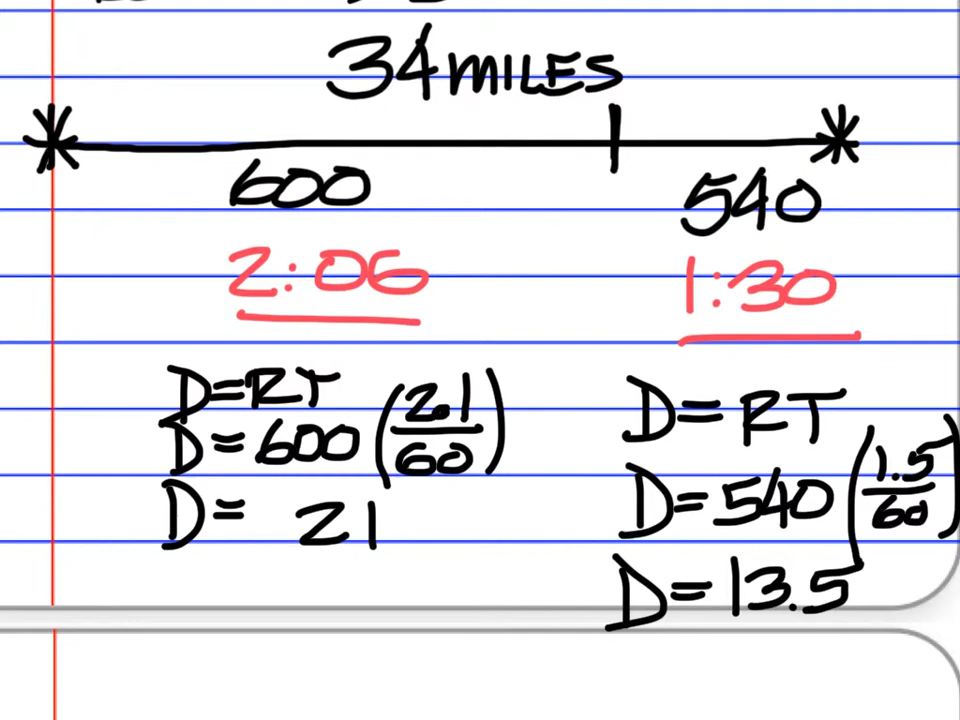 34 MILES
600 540
2:06 1:30
D=RT
D=600(2.1/60)
D= 21
D=RT
D=540(1.5/60)
D=13.5